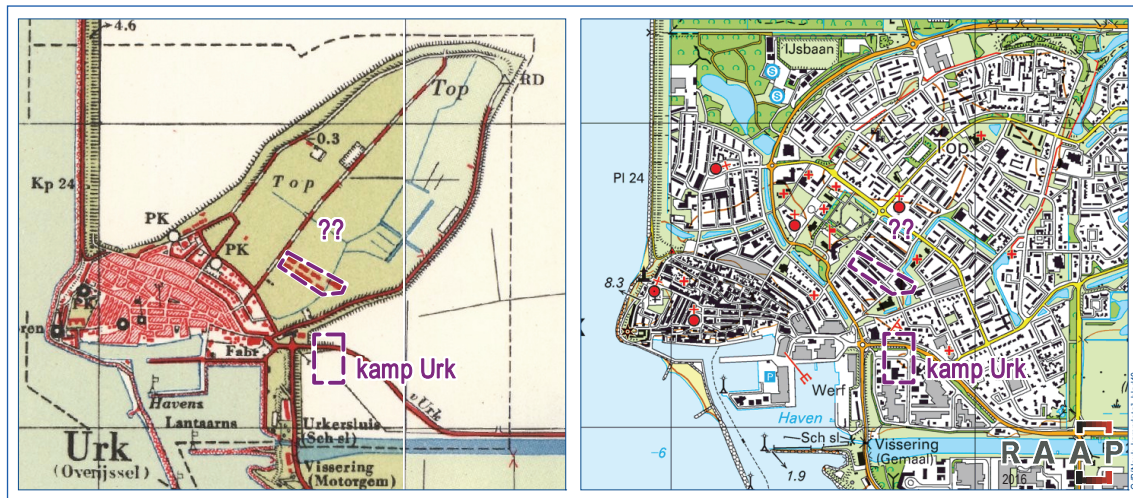 4.6
RD
Top
0.3
Top
Kp 24
PK
??
PK
PK
ren
Fabr
kamp Urk
v Urk
Havens
Lantaarns
Urk
(Overijssel)
Urkersluis
(Sch sl)
Vissering
(Motorgem)
IJsbaan
S
S
Top
Pl 24
??
8.3
A
kamp Urk
E
P
Werf
Haven
Sch sl
Vissering
(Gemaal)
-6
1.9
RAAP
2016